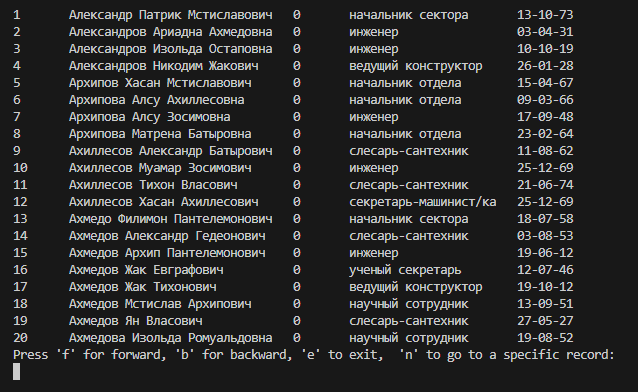 1 Александр Патрик Мстиславович 0 начальник сектора 13-10-73
2 Александров Ариадна Ахмедовна 0 инженер 03-04-31
3 Александров Изольда Остаповна 0 инженер 10-10-19
4 Александров Никодим Жакович 0 ведущий конструктор 26-01-28
5 Архипов Хасан Мстиславович 0 начальник отдела 15-04-67
6 Архипова Алсу Ахиллесовна 0 начальник отдела 09-03-66
7 Архипова Алсу Зосимовна 0 инженер 17-09-48
8 Архипова Матрена Батыровна 0 начальник отдела 23-02-64
9 Ахиллесов Александр Батырович 0 слесарь-сантехник 11-08-62
10 Ахиллесов Муамар Зосимович 0 инженер 25-12-69
11 Ахиллесов Тихон Власович 0 слесарь-сантехник 21-06-74
12 Ахиллесов Хасан Ахиллесович 0 секретарь-машинист/ка 25-12-69
13 Ахмедо Филимон Пантелемонович 0 начальник сектора 18-07-58
14 Ахмедов Александр Гедеонович 0 слесарь-сантехник 03-08-53
15 Ахмедов Архип Пантелемонович 0 инженер 19-06-12
16 Ахмедов Жак Евграфович 0 ученый секретарь 12-07-46
17 Ахмедов Жак Тихонович 0 ведущий конструктор 19-10-12
18 Ахмедов Мстислав Архипович 0 научный сотрудник 13-09-51
19 Ахмедов Ян Власович 0 слесарь-сантехник 27-05-27
20 Ахмедова Изольда Ромуальдовна 0 научный сотрудник 19-08-52
Press 'f' for forward, 'b' for backward, 'e' to exit, 'n' to go to a specific record: